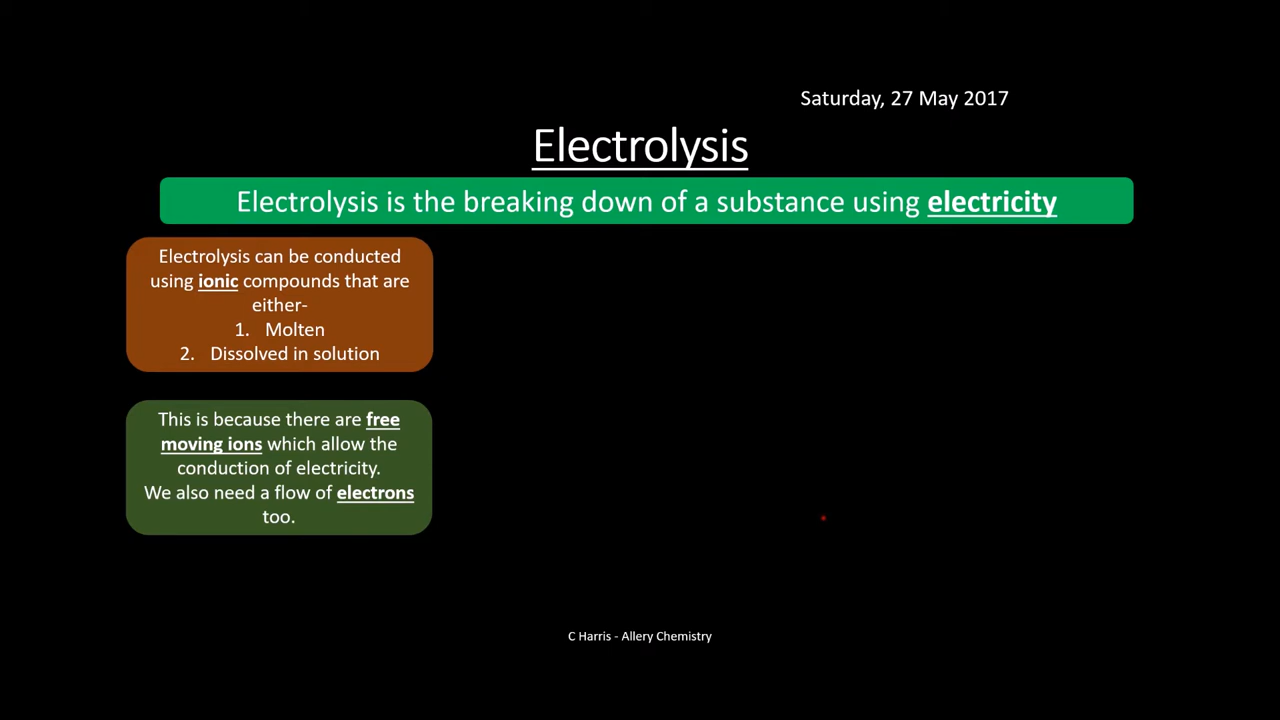 Saturday, 27 May 2017
Electrolysis
Electrolysis is the breaking down of a substance using electricity
Electrolysis can be conducted
using ionic compounds that are
either-
1. Molten
2. Dissolved in solution
This is because there are free
moving ions which allow the
conduction of electricity.
We also need a flow of electrons
too.
C Harris - Allery Chemistry